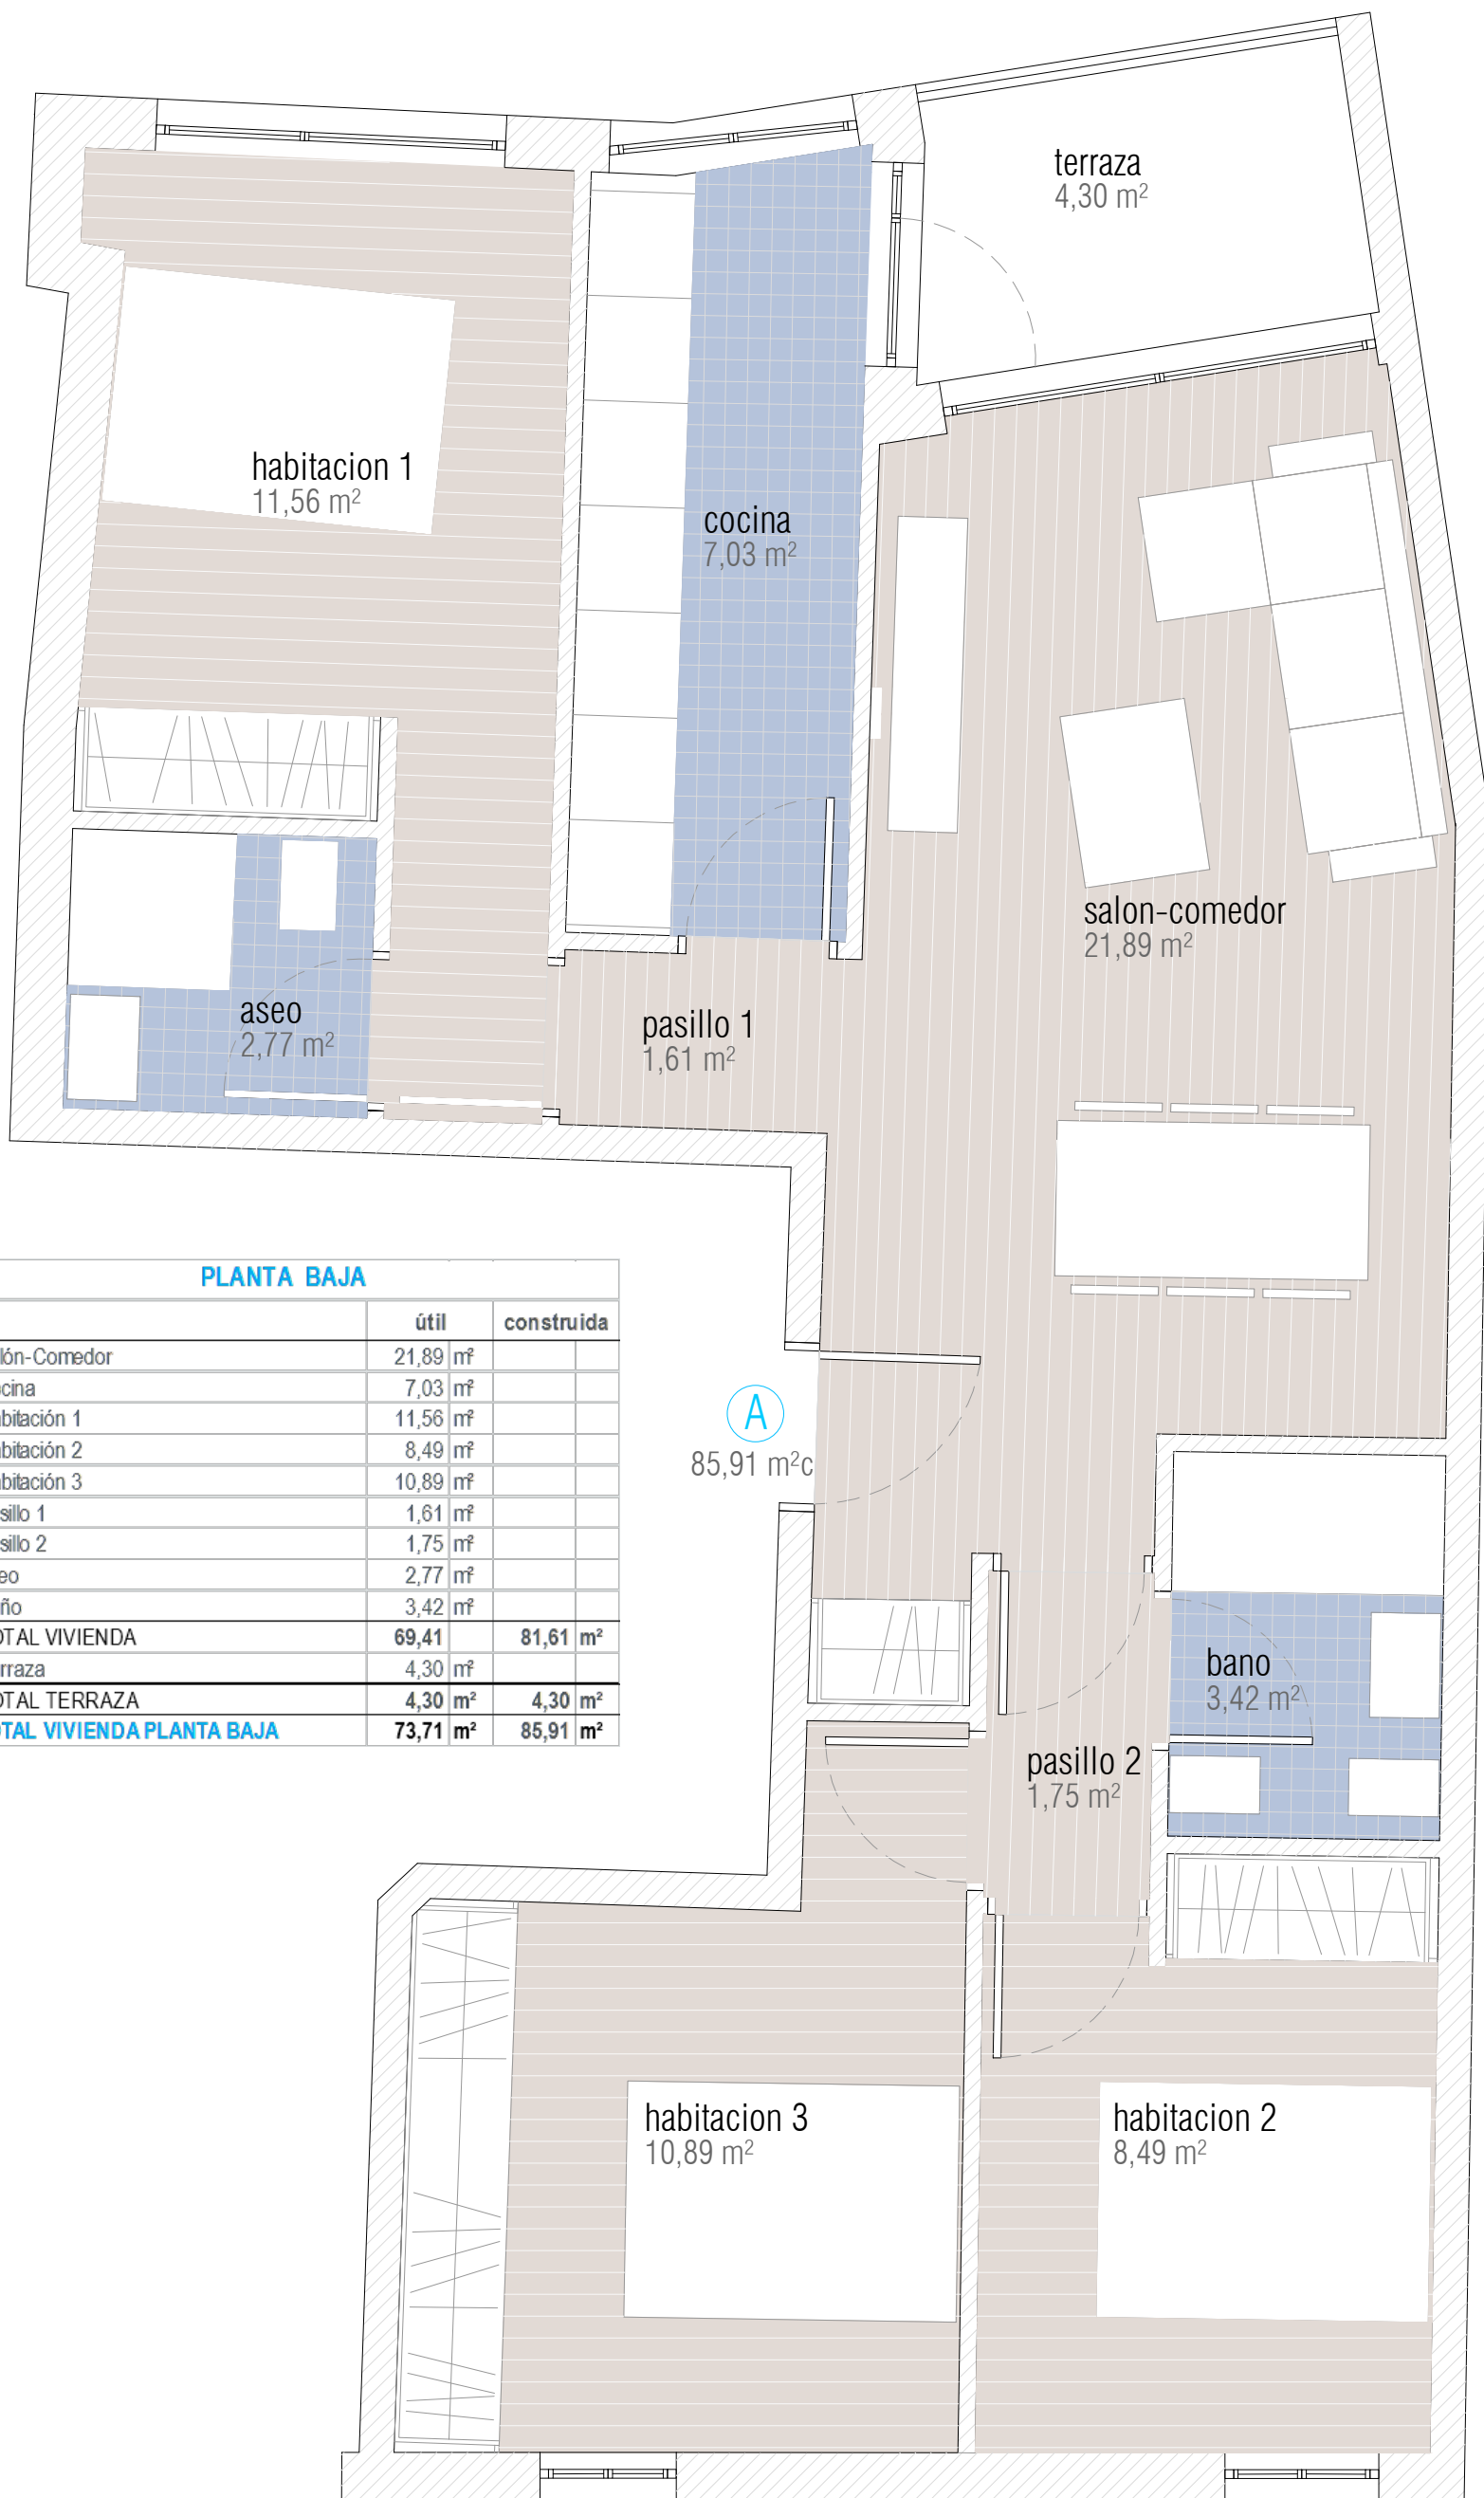 terraza
4,30 m²
habitacion 1
11,56 m²
cocina
7,03 m²
salon-comedor
21,89 m²
aseo
2,77 m²
pasillo 1
1,61 m²
PLANTA BAJA
útil construida
lón-Comedor 21,89 m²
cina 7,03 m²
bitación 1 11,56 m²
bitación 2 8,49 m²
bitación 3 10,89 m²
sillo 1 1,61 m²
sillo 2 1,75 m²
eo 2,77 m²
ño 3,42 m²
OTAL VIVIENDA 69,41 81,61 m²
rraza 4,30 m²
OTAL TERRAZA 4,30 m² 4,30 m²
OTAL VIVIENDA PLANTA BAJA 73,71 m² 85,91 m²
A
85,91 m²c
bano
3,42 m²
pasillo 2
1,75 m²
habitacion 3
10,89 m²
habitacion 2
8,49 m²